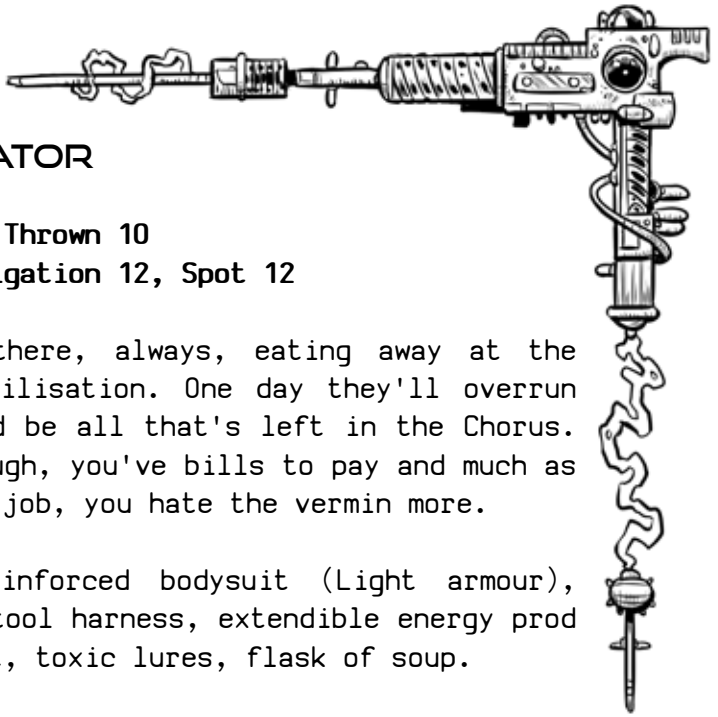 ATOR
Thrown 10
igation 12, Spot 12
there, always, eating away at the
ilisation. One day they'll overrun
d be all that's left in the Chorus.
ugh, you've bills to pay and much as
job, you hate the vermin more.
inforced bodysuit (Light armour),
tool harness, extendible energy prod
, toxic lures, flask of soup.